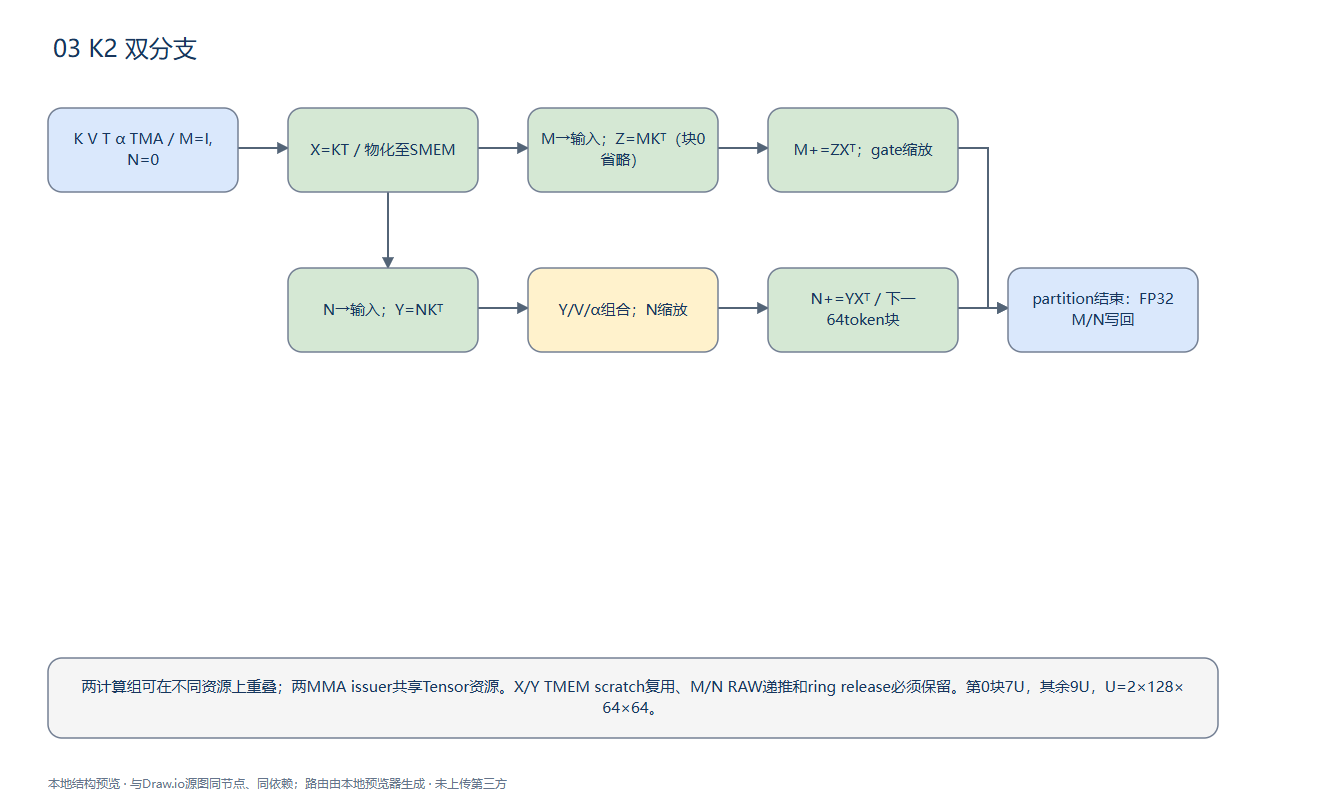 03 K2 双分支
K V T α TMA / M=I,
N=0
X=KT / 物化至SMEM
M→输入；Z=MKᵀ（块0
省略）
M+=ZXᵀ；gate缩放
N→输入；Y=NKᵀ
Y/V/α组合；N缩放
N+=YXᵀ / 下一
64token块
partition结束：FP32
M/N写回
两计算组可在不同资源上重叠；两MMA issuer共享Tensor资源。X/Y TMEM scratch复用、M/N RAW递推和ring release必须保留。第0块7U，其余9U，U=2×128×
64×64。
本地结构预览 · 与Draw.io源图同节点、同依赖；路由由本地预览器生成 · 未上传第三方